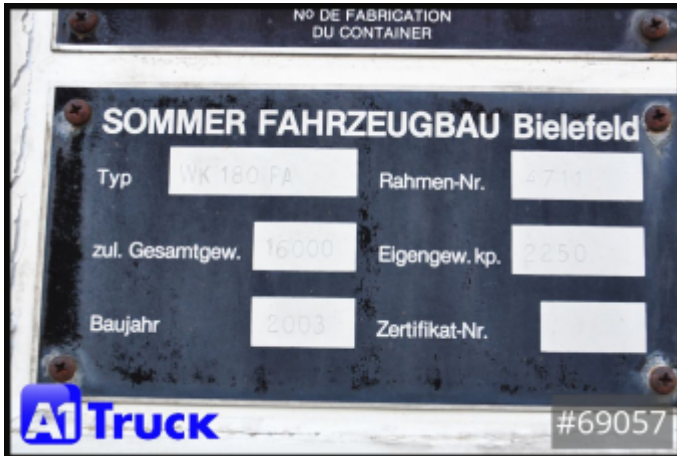 Nº DE FABRICATION
DU CONTAINER
SOMMER FAHRZEUGBAU Bielefeld
Typ WK 180 FA Rahmen-Nr. 4711
zul. Gesamtgew. 16000 Eigengew. kp. 2250
Baujahr 2003 Zertifikat-Nr.
A1 Truck
#69057